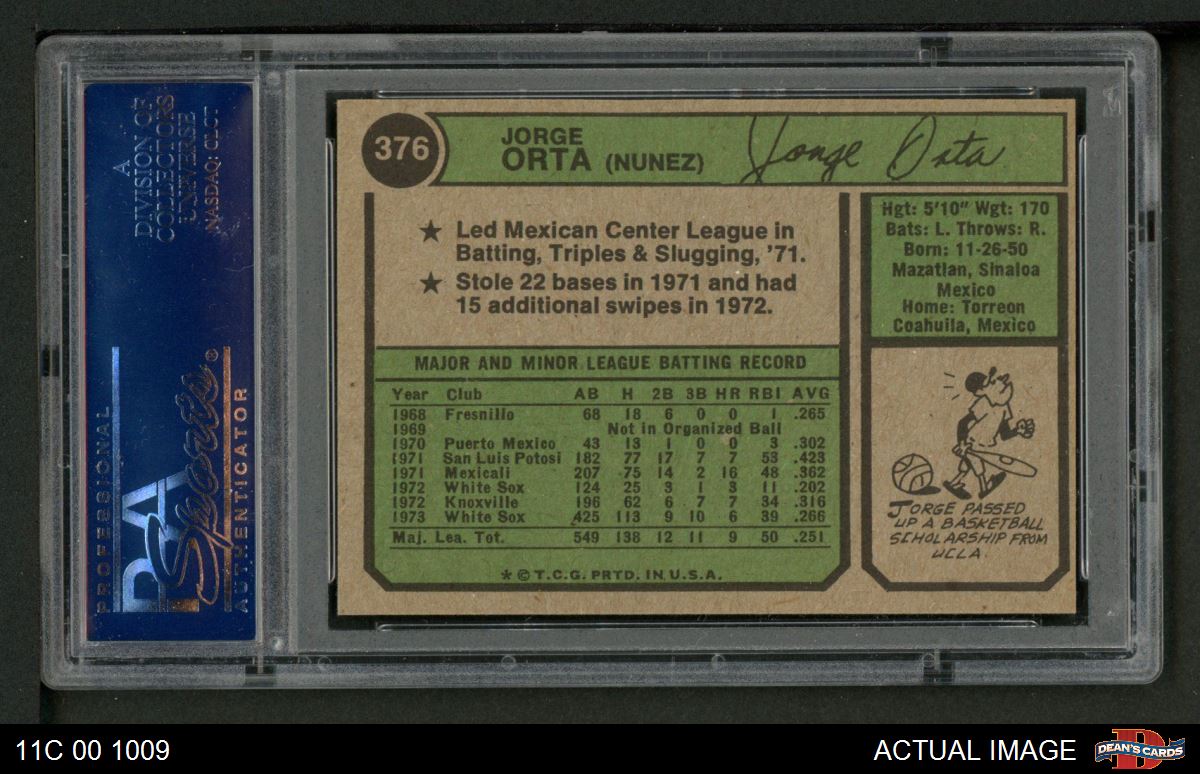 A
DIVISION OF
COLLECTORS
UNIVERSE
NASDAQ: CLCT
PROFESSIONAL
PSA
Sports®
AUTHENTICATOR
376
JORGE
ORTA (NUNEZ)
Jorge Orta
★ Led Mexican Center League in
Batting, Triples & Slugging, '71.
★ Stole 22 bases in 1971 and had
15 additional swipes in 1972.
Hgt: 5'10" Wgt: 170
Bats: L. Throws: R.
Born: 11-26-50
Mazatlan, Sinaloa
Mexico
Home: Torreon
Coahuila, Mexico
MAJOR AND MINOR LEAGUE BATTING RECORD
Year Club AB H 2B 3B HR RBI AVG
1968 Fresnillo 68 18 6 0 0 1 .265
1969 Not in Organized Ball
1970 Puerto Mexico 43 13 1 0 0 3 .302
1971 San Luis Potosi 182 77 17 7 7 53 .423
1971 Mexicali 207 75 14 2 16 48 .362
1972 White Sox 124 25 3 1 3 11 .202
1972 Knoxville 196 62 6 7 7 34 .316
1973 White Sox 425 113 9 10 6 39 .266
Maj. Lea. Tot. 549 138 12 11 9 50 .251
* © T.C.G. PRTD. IN U.S.A.
JORGE PASSED
UP A BASKETBALL
SCHOLARSHIP FROM
UCLA.
11C 00 1009
ACTUAL IMAGE
DEAN'S CARDS